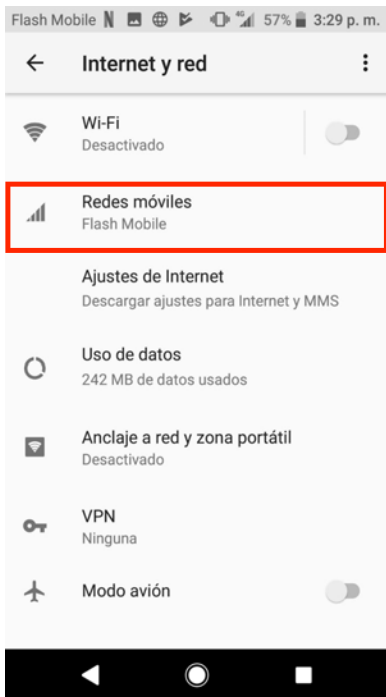 Flash Mobile 4G 57% 3:29 p. m.
Internet y red
Wi-Fi
Desactivado
Redes móviles
Flash Mobile
Ajustes de Internet
Descargar ajustes para Internet y MMS
Uso de datos
242 MB de datos usados
Anclaje a red y zona portátil
Desactivado
VPN
Ninguna
Modo avión